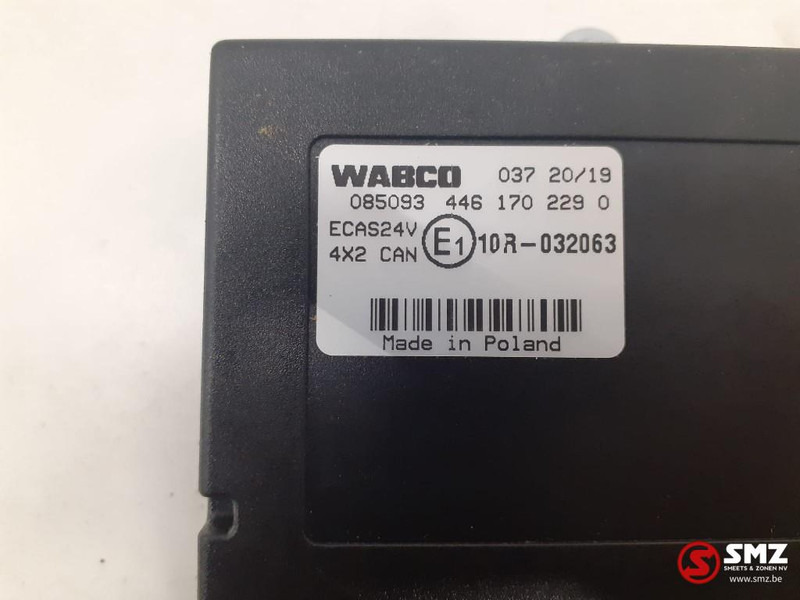 WABCO 037 20/19
085093 446 170 229 0
ECAS24V
4X2 CAN
E1 10R-032063
Made in Poland
SMZ
SMEETS & ZONEN NV
www.smz.be